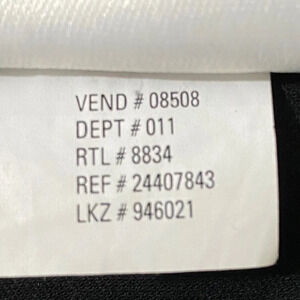 VEND # 08508
DEPT # 011
RTL # 8834
REF # 24407843
LKZ # 946021